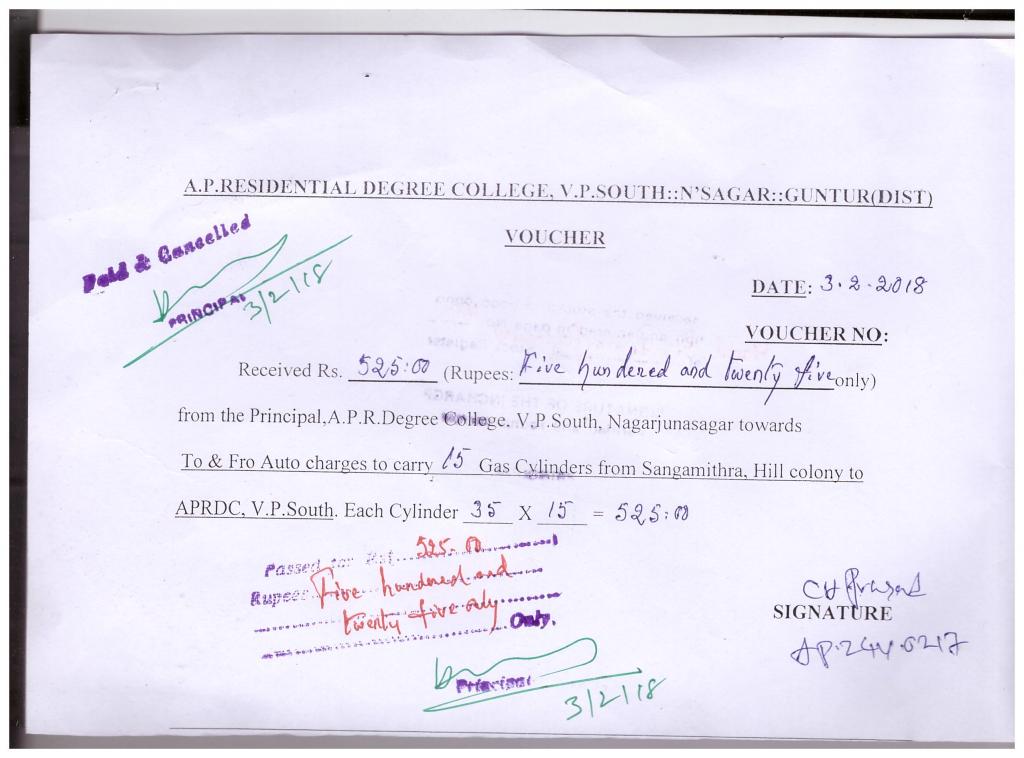 A.P.RESIDENTIAL DEGREE COLLEGE, V.P.SOUTH::N'SAGAR::GUNTUR(DIST)
VOUCHER
Paid & Cancelled
PRINCIPAL
3/2/18
DATE: 3.2.2018
VOUCHER NO:
Received Rs. 525:00 (Rupees: Five hundered and twenty five only)
from the Principal,A.P.R.Degree College, V.P.South, Nagarjunasagar towards
To & Fro Auto charges to carry 15 Gas Cylinders from Sangamithra, Hill colony to
APRDC, V.P.South. Each Cylinder 35 X 15 = 525:00
Passed for Rs. 525-00
Rupees Five hundred and
twenty five only
Only.
Principal
3/2/18
CH Prasad
SIGNATURE